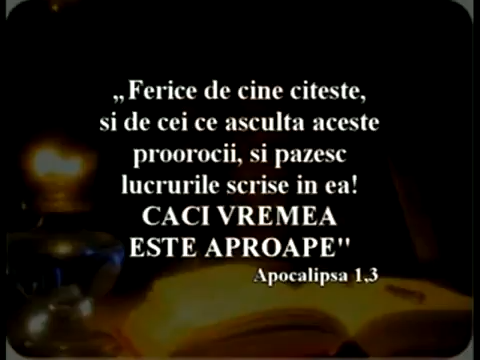 „Ferice de cine citeste,
si de cei ce asculta aceste
proorocii, si pazesc
lucrurile scrise in ea!
CACI VREMEA
ESTE APROAPE"
Apocalipsa 1,3